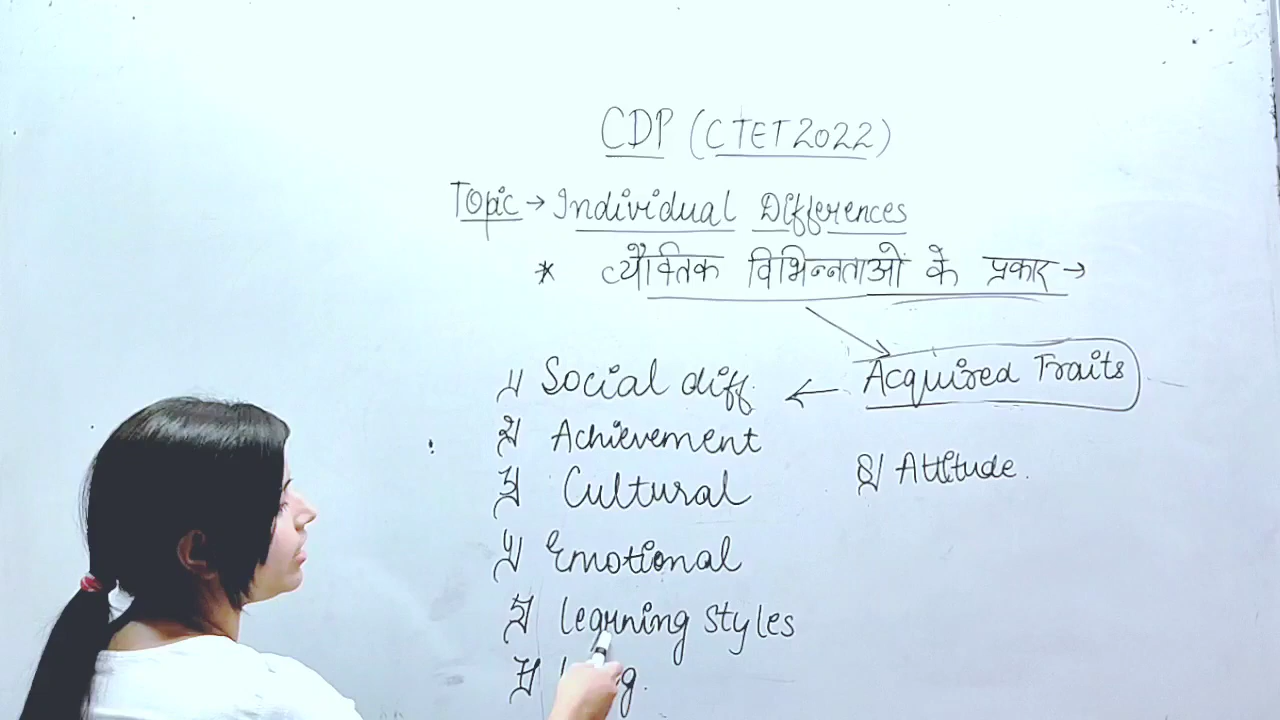 CDP (CTET 2022)
Topic → Individual Differences
* व्यैक्तिक विभिन्नताओं के प्रकार →
Acquired Traits
1) Social diff.
2) Achievement
3) Cultural
4) Emotional
5) learning styles
6)
8) Attitude.